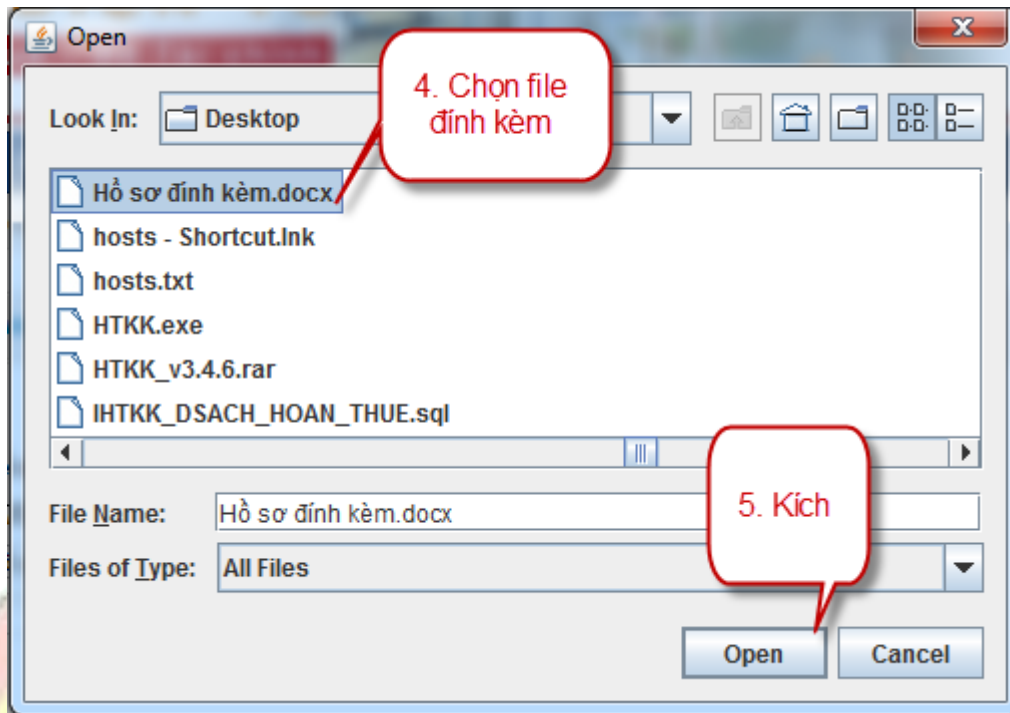 Open
4. Chọn file
đính kèm
Look In:
Desktop
Hồ sơ đính kèm.docx
hosts - Shortcut.lnk
hosts.txt
HTKK.exe
HTKK_v3.4.6.rar
IHTKK_DSACH_HOAN_THUE.sql
File Name:
Hồ sơ đính kèm.docx
5. Kích
Files of Type:
All Files
Open
Cancel